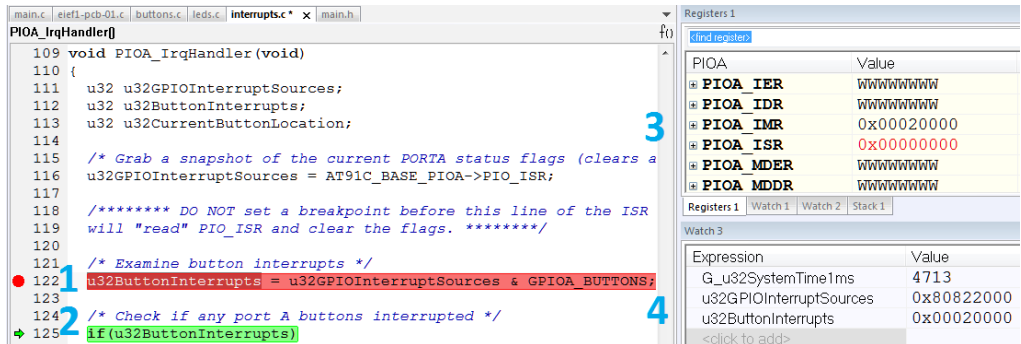 main.c eief1-pcb-01.c buttons.c leds.c interrupts.c * x main.h
PIOA_IrqHandler() f()
109 void PIOA_IrqHandler(void)
110 {
111 u32 u32GPIOInterruptSources;
112 u32 u32ButtonInterrupts;
113 u32 u32CurrentButtonLocation;
114
115 /* Grab a snapshot of the current PORTA status flags (clears a
116 u32GPIOInterruptSources = AT91C_BASE_PIOA->PIO_ISR;
117
118 /******** DO NOT set a breakpoint before this line of the ISR
119 will "read" PIO_ISR and clear the flags. ********/
120
121 /* Examine button interrupts */
122 u32ButtonInterrupts = u32GPIOInterruptSources & GPIOA_BUTTONS;
123
124 /* Check if any port A buttons interrupted */
125 if(u32ButtonInterrupts)
1
2
3
4
Registers 1
<find register>
PIOA Value
PIOA_IER WWWWWWWW
PIOA_IDR WWWWWWWW
PIOA_IMR 0x00020000
PIOA_ISR 0x00000000
PIOA_MDER WWWWWWWW
PIOA_MDDR WWWWWWWW
Registers 1 Watch 1 Watch 2 Stack 1
Watch 3
Expression Value
G_u32SystemTime1ms 4713
u32GPIOInterruptSources 0x80822000
u32ButtonInterrupts 0x00020000
<click to add>